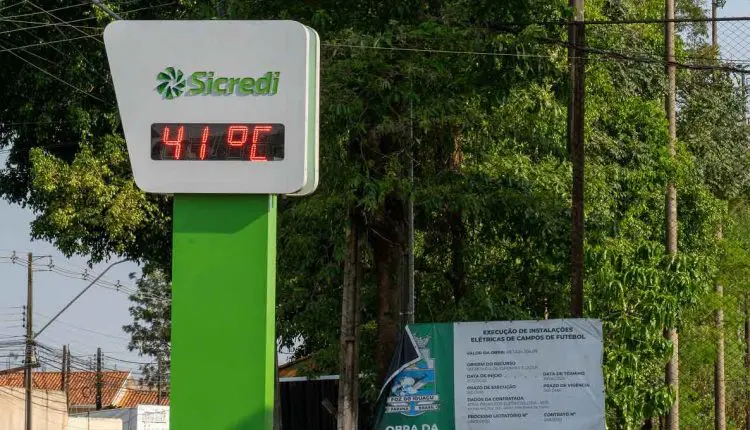 Sicredi
41ºC
EXECUÇÃO DE INSTALAÇÕES
ELÉTRICAS DE CAMPOS DE FUTEBOL
VALOR DA OBRA:
ORIGEM DO RECURSO
DATA DE INÍCIO
DATA DE TÉRMINO
PRAZO DE EXECUÇÃO
PRAZO DE VIGÊNCIA
DADOS DA CONTRATADA
PROCESSO LICITATÓRIO Nº
CONTRATO Nº
FOZ DO IGUAÇU
PARANÁ BRASIL
OBRA DA